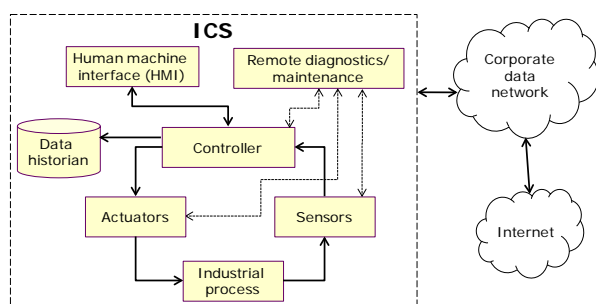 ICS
Human machine
interface (HMI)
Remote diagnostics/
maintenance
Corporate
data
network
Data
historian
Controller
Actuators
Sensors
Internet
Industrial
process